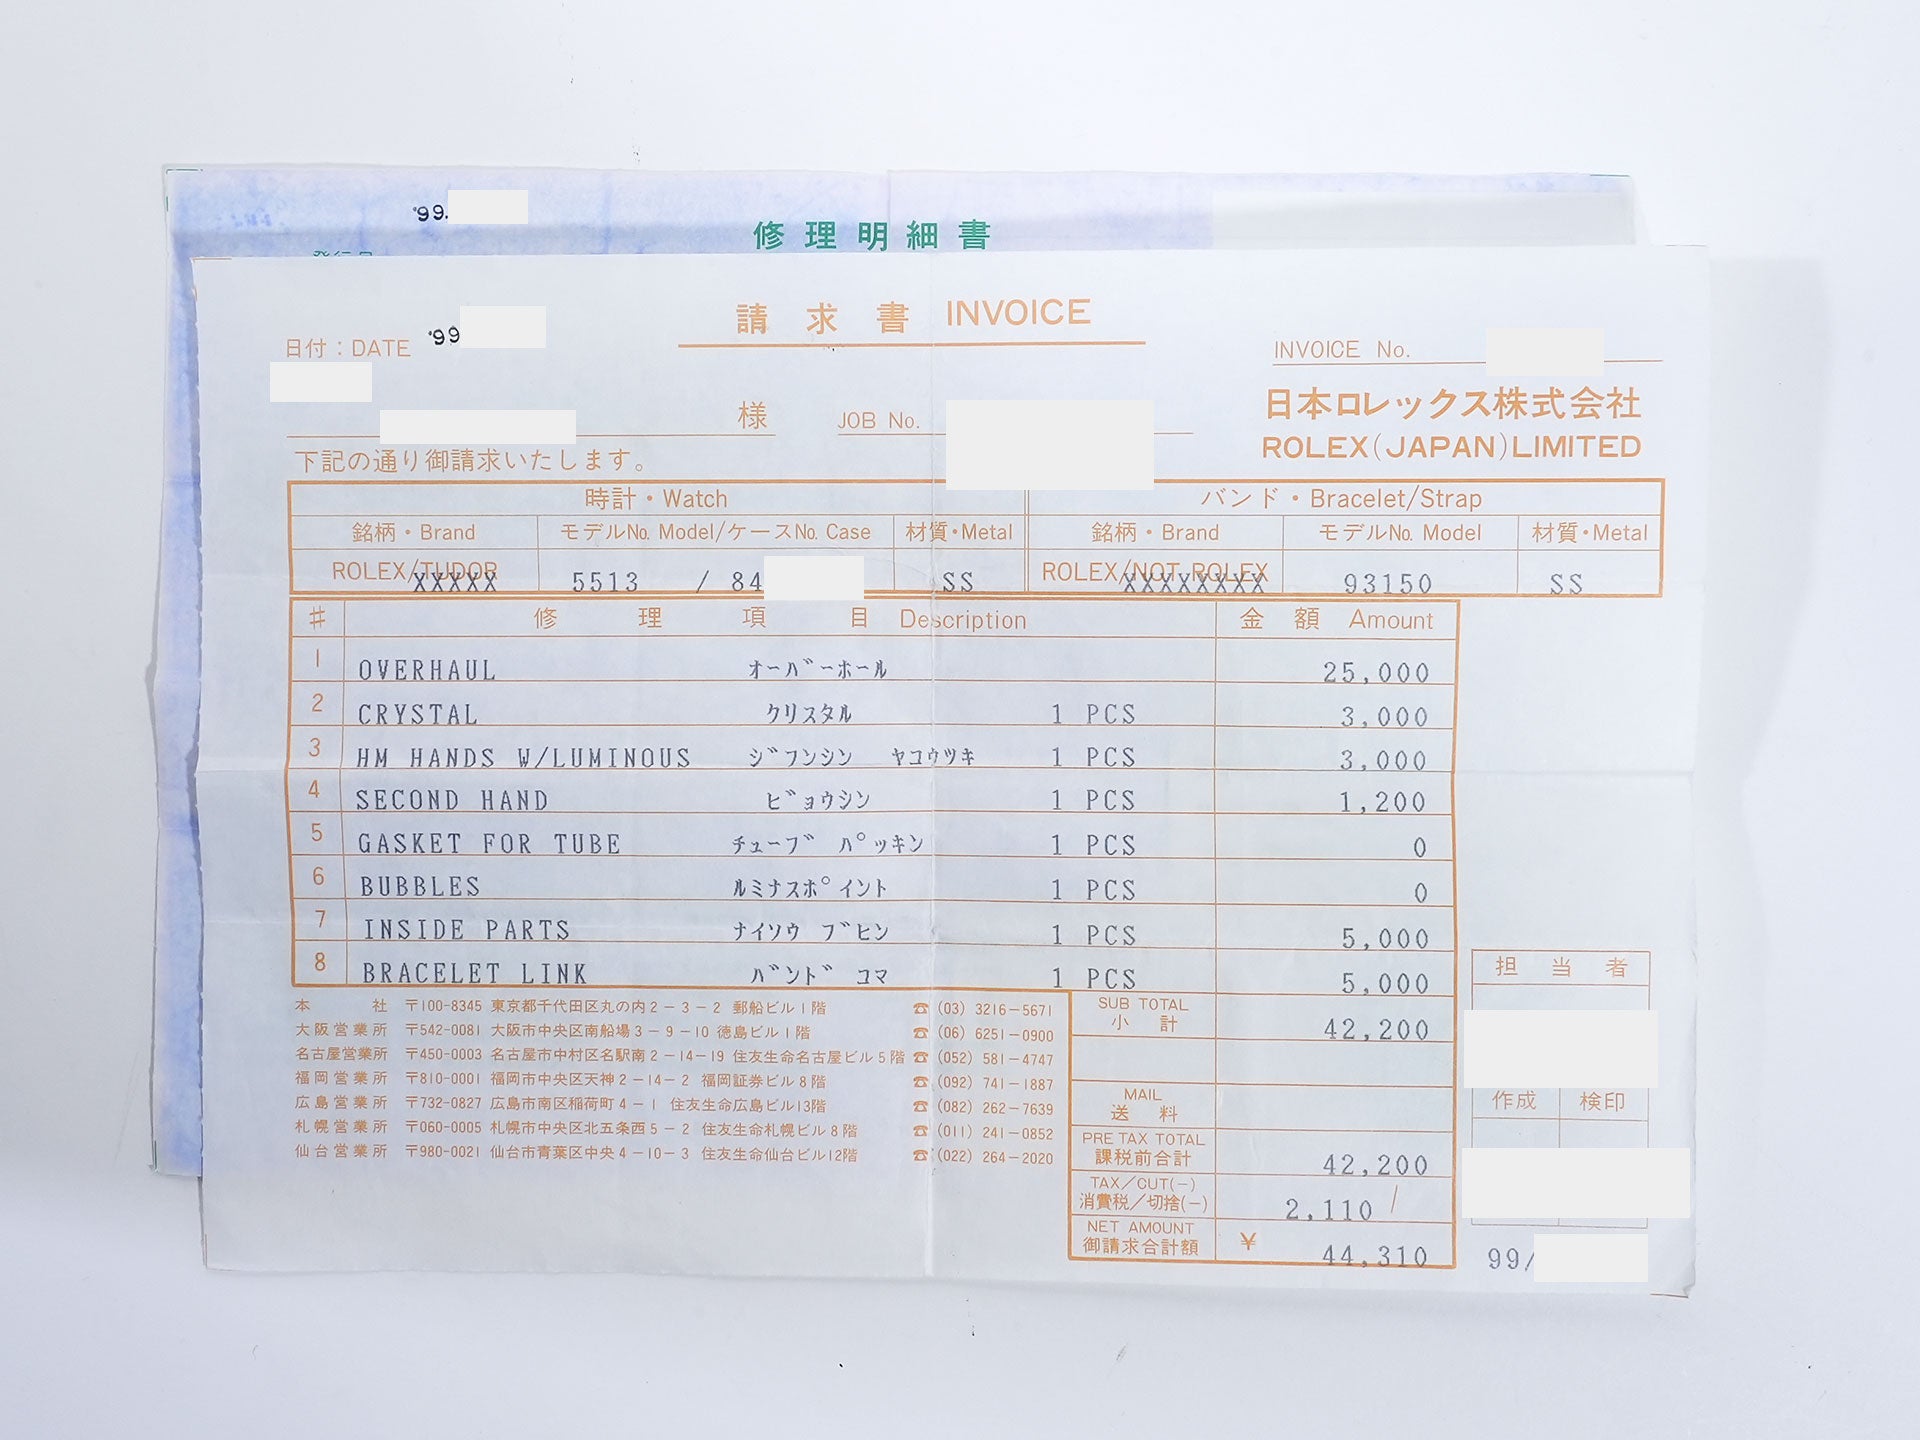 '99.
修理明細書
請求書 INVOICE
日付：DATE '99
INVOICE No.
様
JOB No.
日本ロレックス株式会社
ROLEX(JAPAN)LIMITED
下記の通り御請求いたします。
時計・Watch バンド・Bracelet/Strap
銘柄・Brand モデルNo. Model/ケースNo. Case 材質・Metal 銘柄・Brand モデルNo. Model 材質・Metal
ROLEX/TUDOR XXXXX 5513 / 84 SS ROLEX/NOT ROLEX XXXXXXXX 93150 SS
# 修理項目 Description 金額 Amount
1 OVERHAUL ｵｰﾊﾞｰﾎｰﾙ 25,000
2 CRYSTAL ｸﾘｽﾀﾙ 1 PCS 3,000
3 HM HANDS W/LUMINOUS ｼﾞﾌﾝｼﾝ ﾔｺｳﾂｷ 1 PCS 3,000
4 SECOND HAND ﾋﾞｮｳｼﾝ 1 PCS 1,200
5 GASKET FOR TUBE ﾁｭｰﾌﾞ ﾊﾟｯｷﾝ 1 PCS 0
6 BUBBLES ﾙﾐﾅｽﾎﾟｲﾝﾄ 1 PCS 0
7 INSIDE PARTS ﾅｲｿｳ ﾌﾞﾋﾝ 1 PCS 5,000
8 BRACELET LINK ﾊﾞﾝﾄﾞ ｺﾏ 1 PCS 5,000
本社 〒100-8345 東京都千代田区丸の内2－3－2 郵船ビル1階 ☎(03) 3216－5671
大阪営業所 〒542-0081 大阪市中央区南船場3－9－10 徳島ビル1階 ☎(06) 6251－0900
名古屋営業所 〒450-0003 名古屋市中村区名駅南2－14－19 住友生命名古屋ビル5階 ☎(052) 581－4747
福岡営業所 〒810-0001 福岡市中央区天神2－14－2 福岡証券ビル8階 ☎(092) 741－1887
広島営業所 〒732-0827 広島市南区稲荷町4－1 住友生命広島ビル13階 ☎(082) 262－7639
札幌営業所 〒060-0005 札幌市中央区北五条西5－2 住友生命札幌ビル8階 ☎(011) 241－0852
仙台営業所 〒980-0021 仙台市青葉区中央4－10－3 住友生命仙台ビル12階 ☎(022) 264－2020
SUB TOTAL
小計 42,200
MAIL
送料
PRE TAX TOTAL
課税前合計 42,200
TAX/CUT(－)
消費税/切捨(－) 2,110 /
NET AMOUNT
御請求合計額 ¥ 44,310
担当者
作成 検印
99/